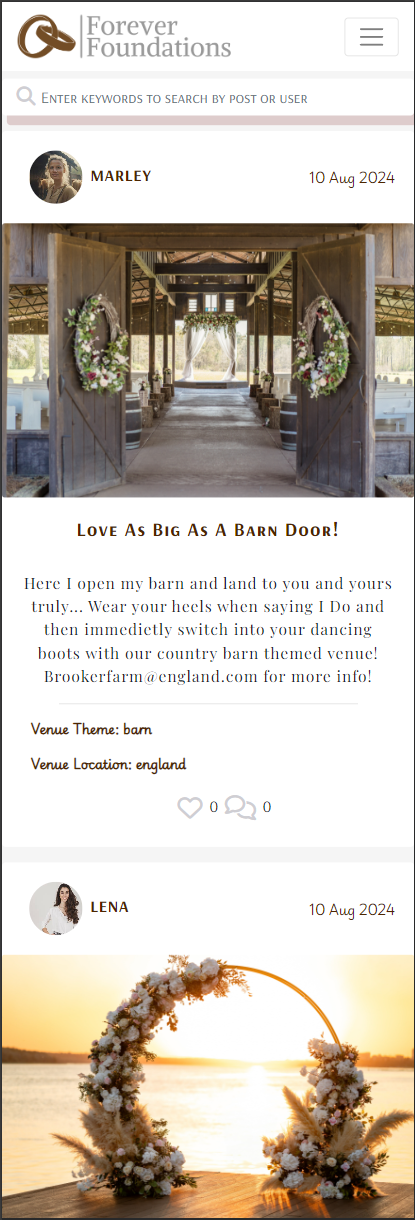 Forever
Foundations
Enter keywords to search by post or user
MARLEY
10 Aug 2024
Love As Big As A Barn Door!
Here I open my barn and land to you and yours
truly... Wear your heels when saying I Do and
then immedietly switch into your dancing
boots with our country barn themed venue!
Brookerfarm@england.com for more info!
Venue Theme: barn
Venue Location: england
0 0
LENA
10 Aug 2024